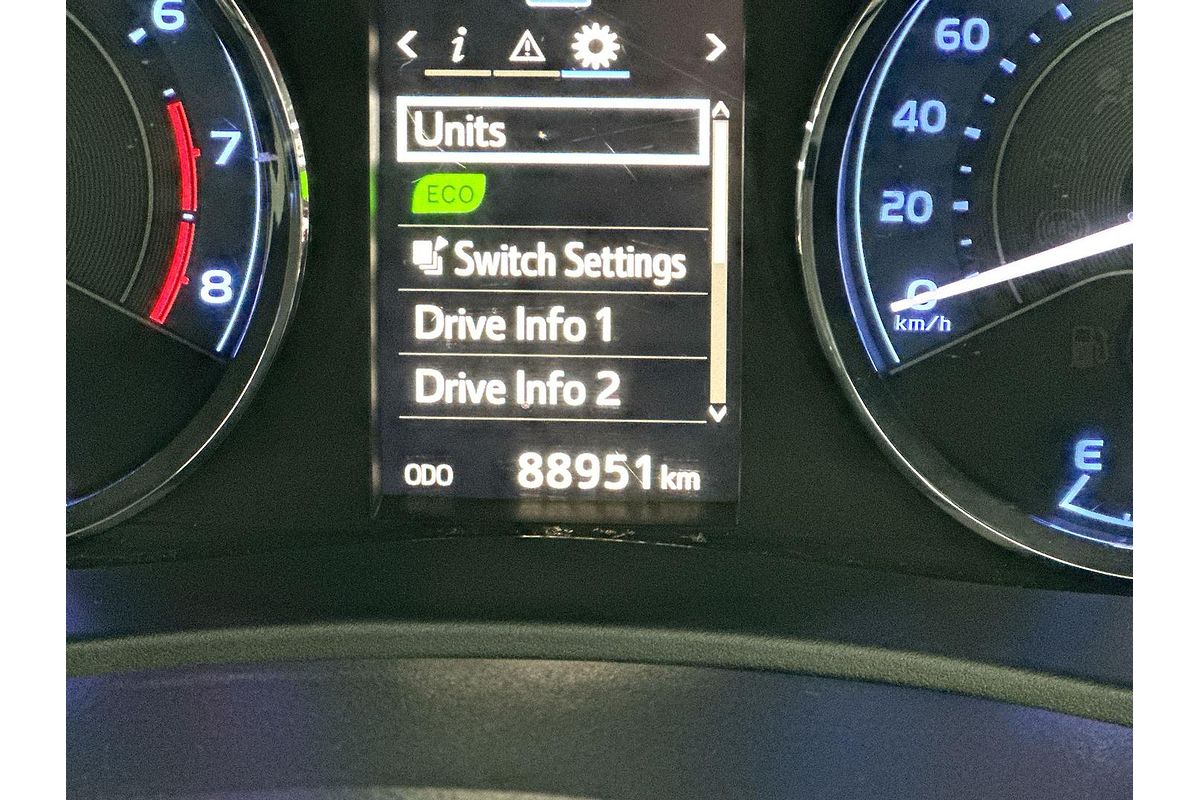 6
7
8
i
Units
ECO
Switch Settings
Drive Info 1
Drive Info 2
ODO 88951 km
60
40
20
0
km/h
ABS
E